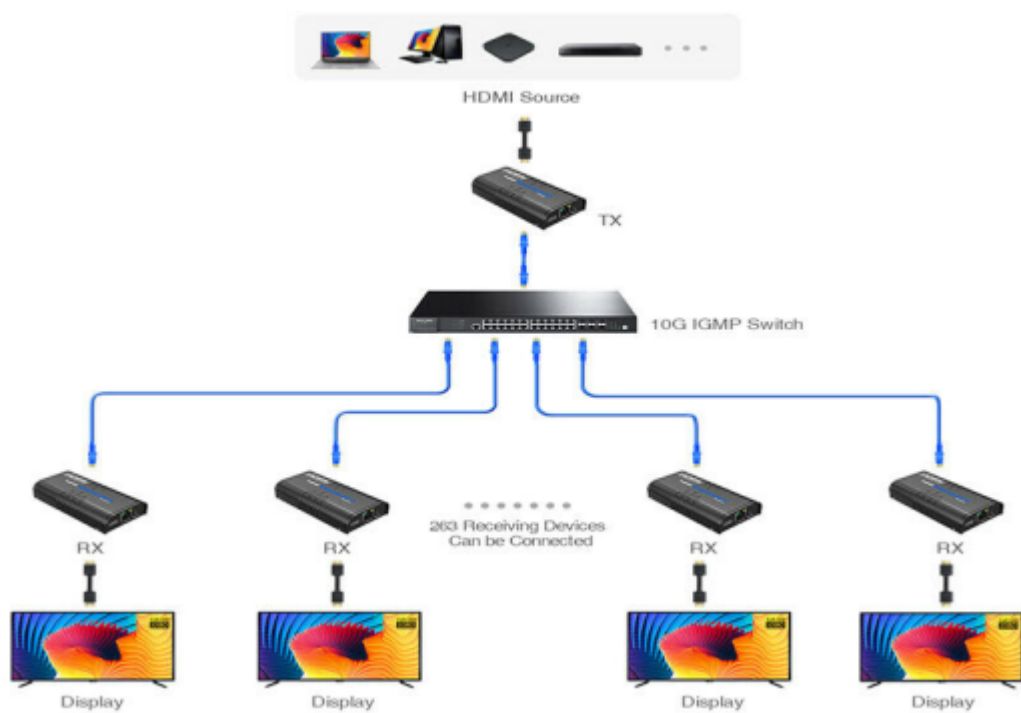 HDMI Source
TX
10G IGMP Switch
263 Receiving Devices
Can be Connected
RX
RX
RX
RX
Display
Display
Display
Display